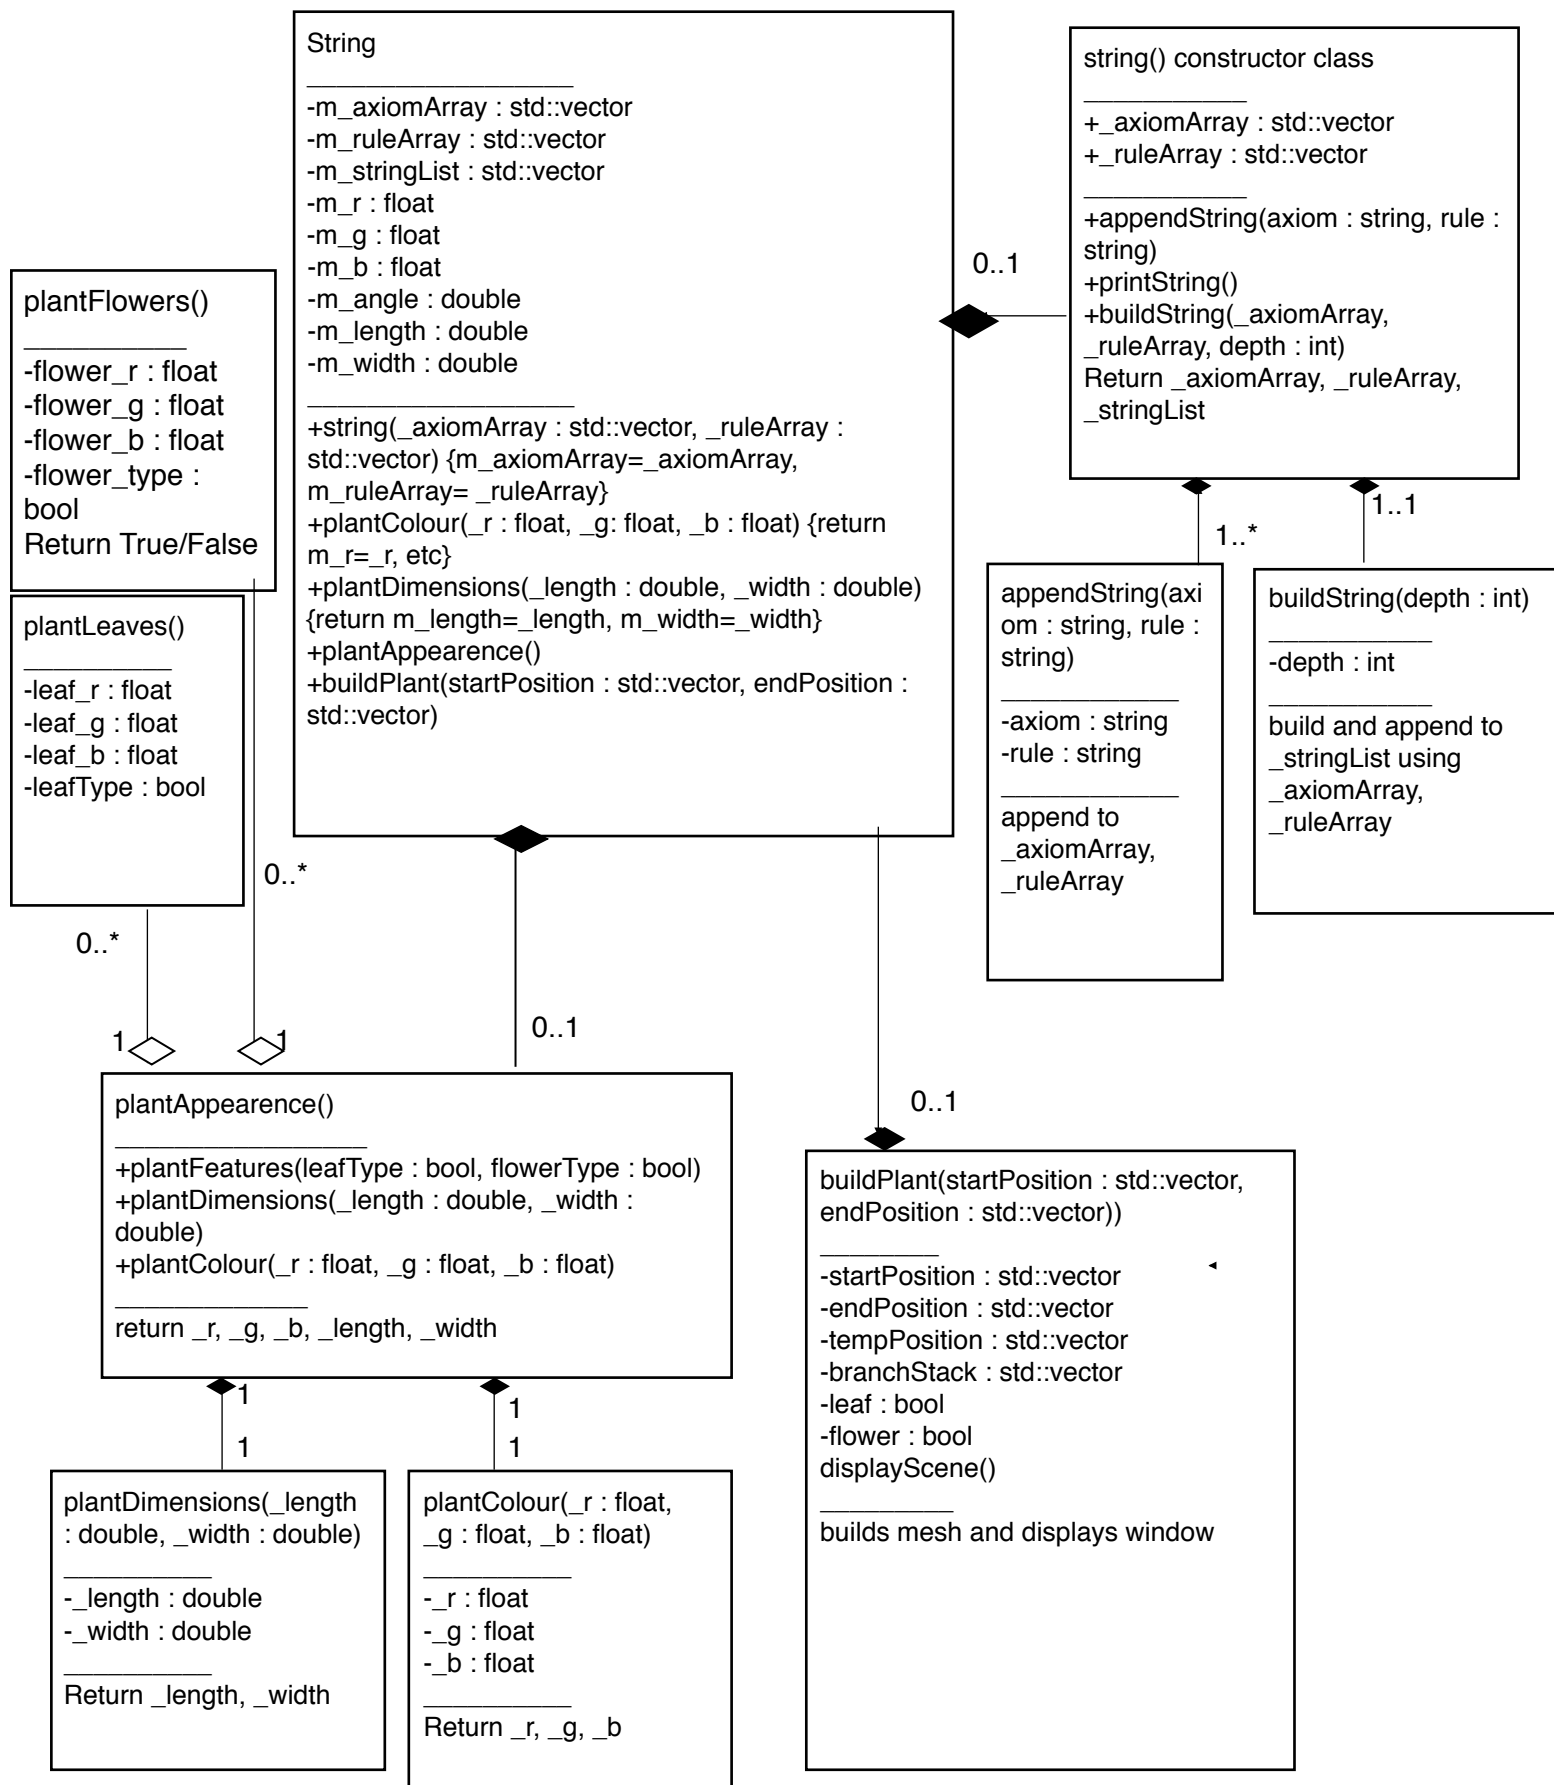 String
__________________
-m_axiomArray : std::vector
-m_ruleArray : std::vector
-m_stringList : std::vector
-m_r : float
-m_g : float
-m_b : float
-m_angle : double
-m_length : double
-m_width : double
__________________
+string(_axiomArray : std::vector, _ruleArray :
std::vector) {m_axiomArray=_axiomArray,
m_ruleArray= _ruleArray}
+plantColour(_r : float, _g: float, _b : float) {return
m_r=_r, etc}
+plantDimensions(_length : double, _width : double)
{return m_length=_length, m_width=_width}
+plantAppearence()
+buildPlant(startPosition : std::vector, endPosition :
std::vector)
string() constructor class
___________
+_axiomArray : std::vector
+_ruleArray : std::vector
___________
+appendString(axiom : string, rule :
string)
+printString()
+buildString(_axiomArray,
_ruleArray, depth : int)
Return _axiomArray, _ruleArray,
_stringList
0..1
plantFlowers()
__________
-flower_r : float
-flower_g : float
-flower_b : float
-flower_type :
bool
Return True/False
plantLeaves()
__________
-leaf_r : float
-leaf_g : float
-leaf_b : float
-leafType : bool
1..*
1..1
appendString(axi
om : string, rule :
string)
____________
-axiom : string
-rule : string
____________
append to
_axiomArray,
_ruleArray
buildString(depth : int)
___________
-depth : int
___________
build and append to
_stringList using
_axiomArray,
_ruleArray
0..*
0..*
1
1
0..1
0..1
plantAppearence()
_________________
+plantFeatures(leafType : bool, flowerType : bool)
+plantDimensions(_length : double, _width :
double)
+plantColour(_r : float, _g : float, _b : float)
_____________
return _r, _g, _b, _length, _width
buildPlant(startPosition : std::vector,
endPosition : std::vector))
________
-startPosition : std::vector
-endPosition : std::vector
-tempPosition : std::vector
-branchStack : std::vector
-leaf : bool
-flower : bool
displayScene()
_________
builds mesh and displays window
1
1
1
1
plantDimensions(_length
: double, _width : double)
__________
-_length : double
-_width : double
__________
Return _length, _width
plantColour(_r : float,
_g : float, _b : float)
__________
-_r : float
-_g : float
-_b : float
__________
Return _r, _g, _b